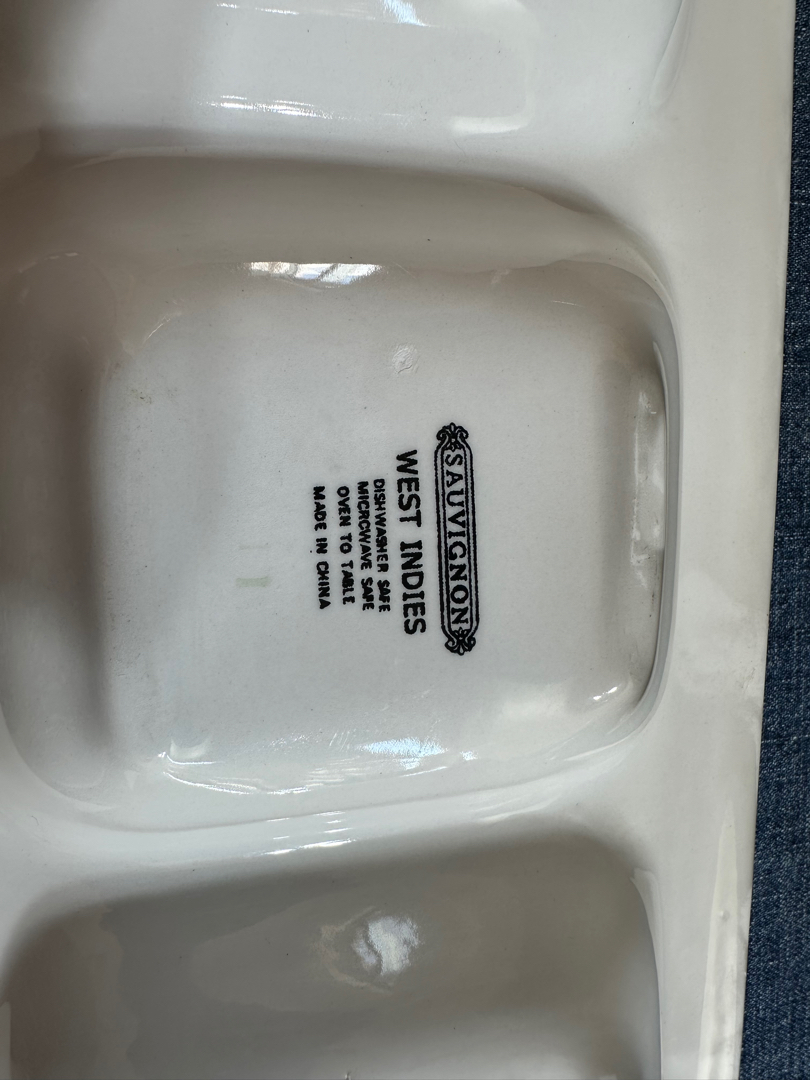 SAUVIGNON
WEST INDIES
DISHWASHER SAFE
MICROWAVE SAFE
OVEN TO TABLE
MADE IN CHINA